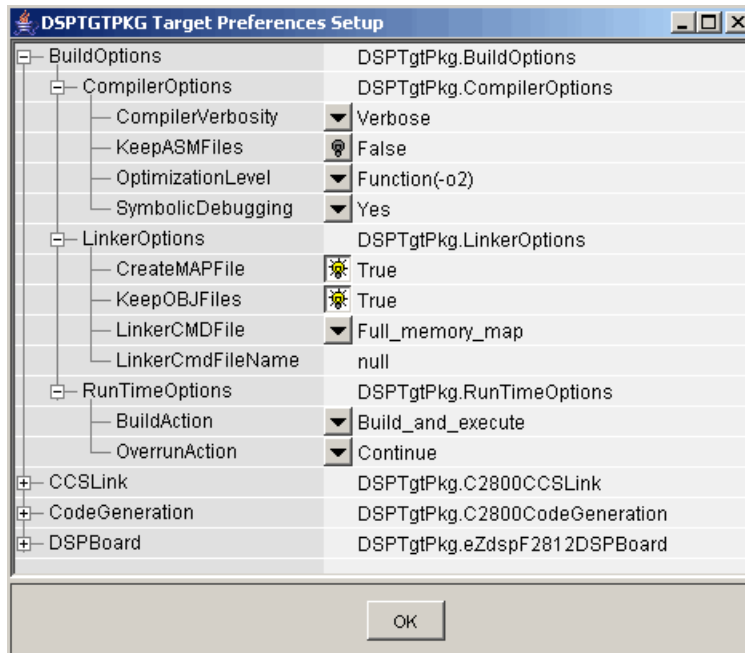 DSPTGTPKG Target Preferences Setup
BuildOptions DSPTgtPkg.BuildOptions
CompilerOptions DSPTgtPkg.CompilerOptions
CompilerVerbosity Verbose
KeepASMFiles False
OptimizationLevel Function(-o2)
SymbolicDebugging Yes
LinkerOptions DSPTgtPkg.LinkerOptions
CreateMAPFile True
KeepOBJFiles True
LinkerCMDFile Full_memory_map
LinkerCmdFileName null
RunTimeOptions DSPTgtPkg.RunTimeOptions
BuildAction Build_and_execute
OverrunAction Continue
CCSLink DSPTgtPkg.C2800CCSLink
CodeGeneration DSPTgtPkg.C2800CodeGeneration
DSPBoard DSPTgtPkg.eZdspF2812DSPBoard
OK